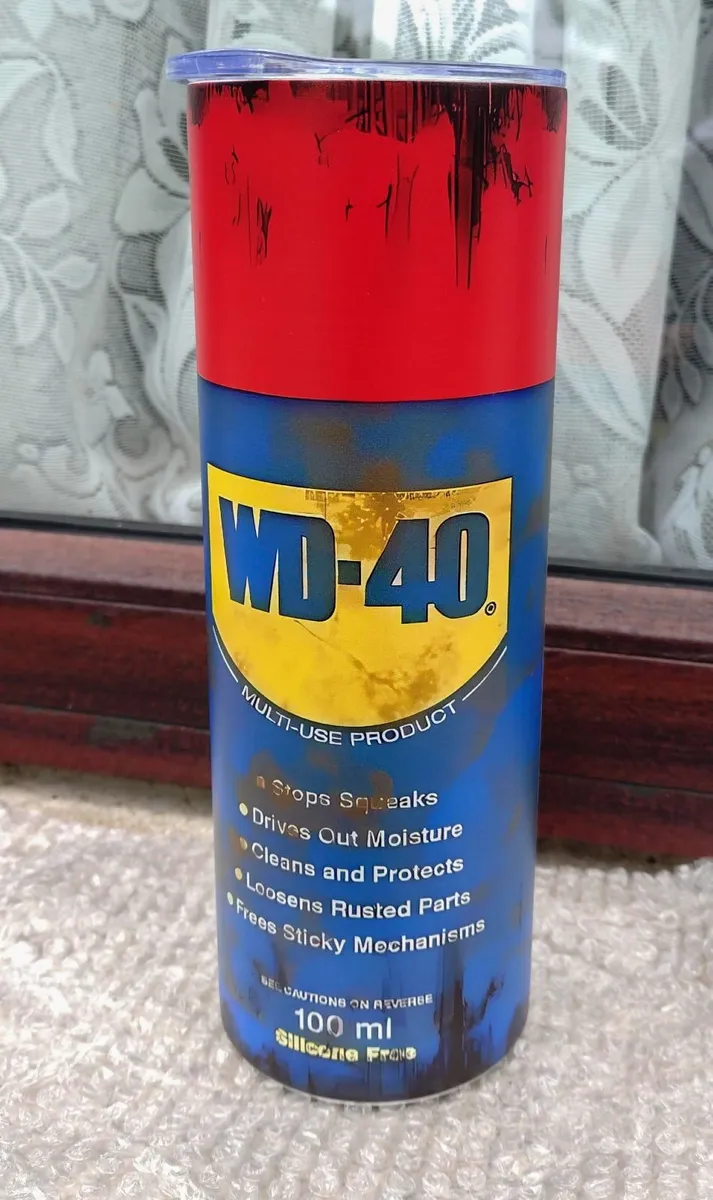 WD-40®
MULTI-USE PRODUCT
Stops Squeaks
• Drives Out Moisture
• Cleans and Protects
• Loosens Rusted Parts
• Frees Sticky Mechanisms
SEE CAUTIONS ON REVERSE
100 ml
Silicone Free